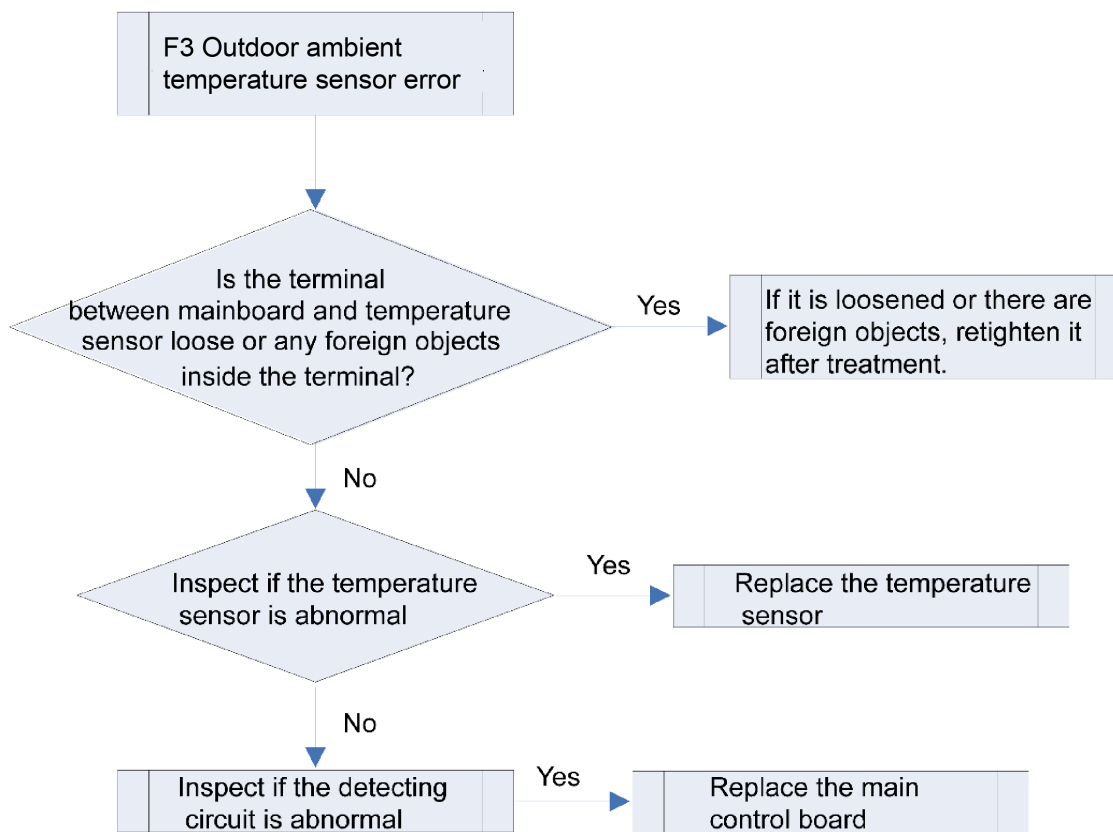 F3 Outdoor ambient
temperature sensor error
Is the terminal
between mainboard and temperature
sensor loose or any foreign objects
inside the terminal?
Yes
If it is loosened or there are
foreign objects, retighten it
after treatment.
No
Inspect if the temperature
sensor is abnormal
Yes
Replace the temperature
sensor
No
Inspect if the detecting
circuit is abnormal
Yes
Replace the main
control board